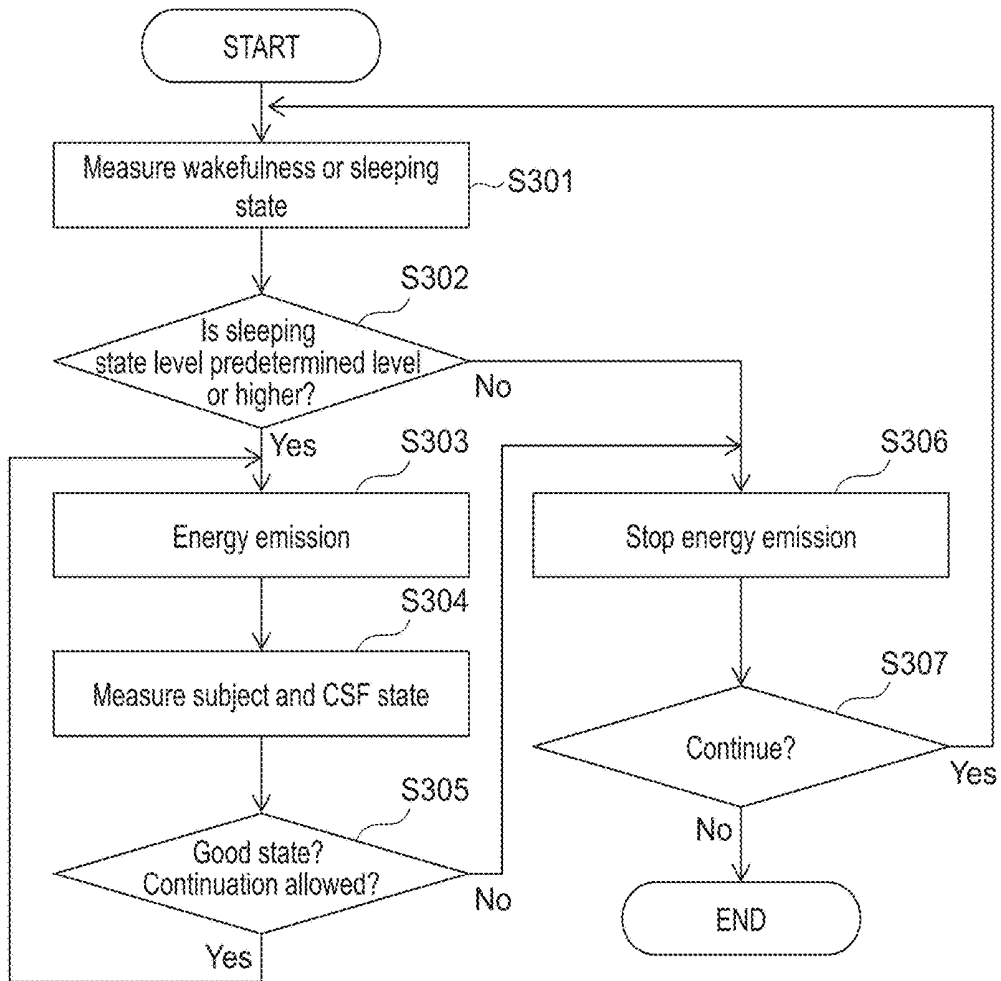 START
Measure wakefulness or sleeping
state
S301
S302
Is sleeping
state level predetermined level
or higher?
No
Yes
S303
Energy emission
S304
Measure subject and CSF state
S305
Good state?
Continuation allowed?
No
Yes
S306
Stop energy emission
S307
Continue?
Yes
No
END